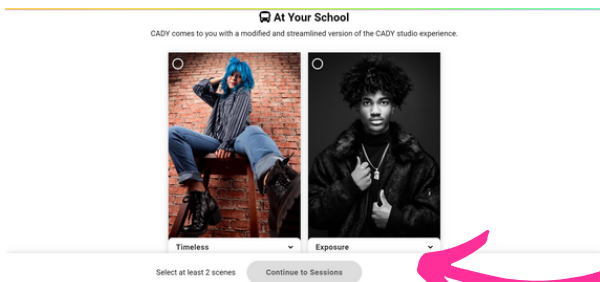 At Your School
CADY comes to you with a modified and streamlined version of the CADY studio experience.
Timeless
Exposure
Select at least 2 scenes
Continue to Sessions